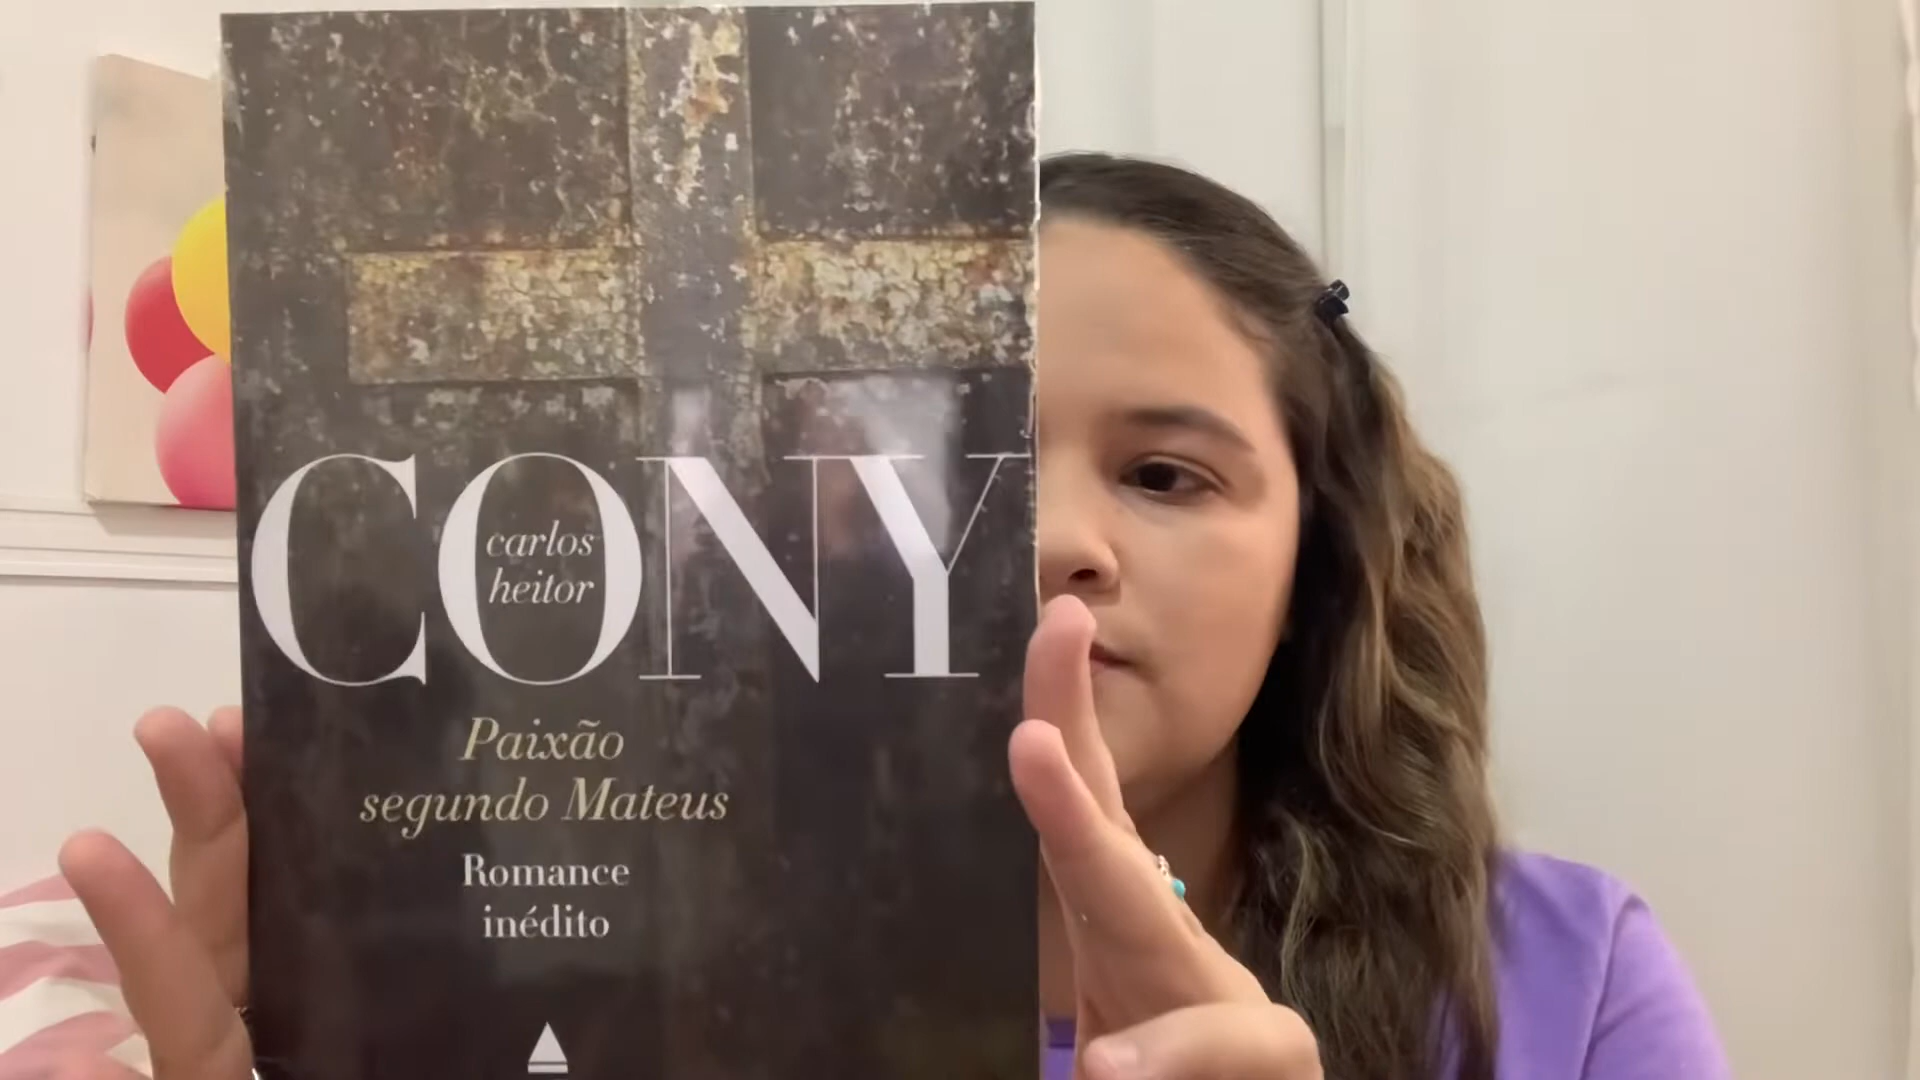 CONY
carlos
heitor
Paixão
segundo Mateus
Romance
inédito